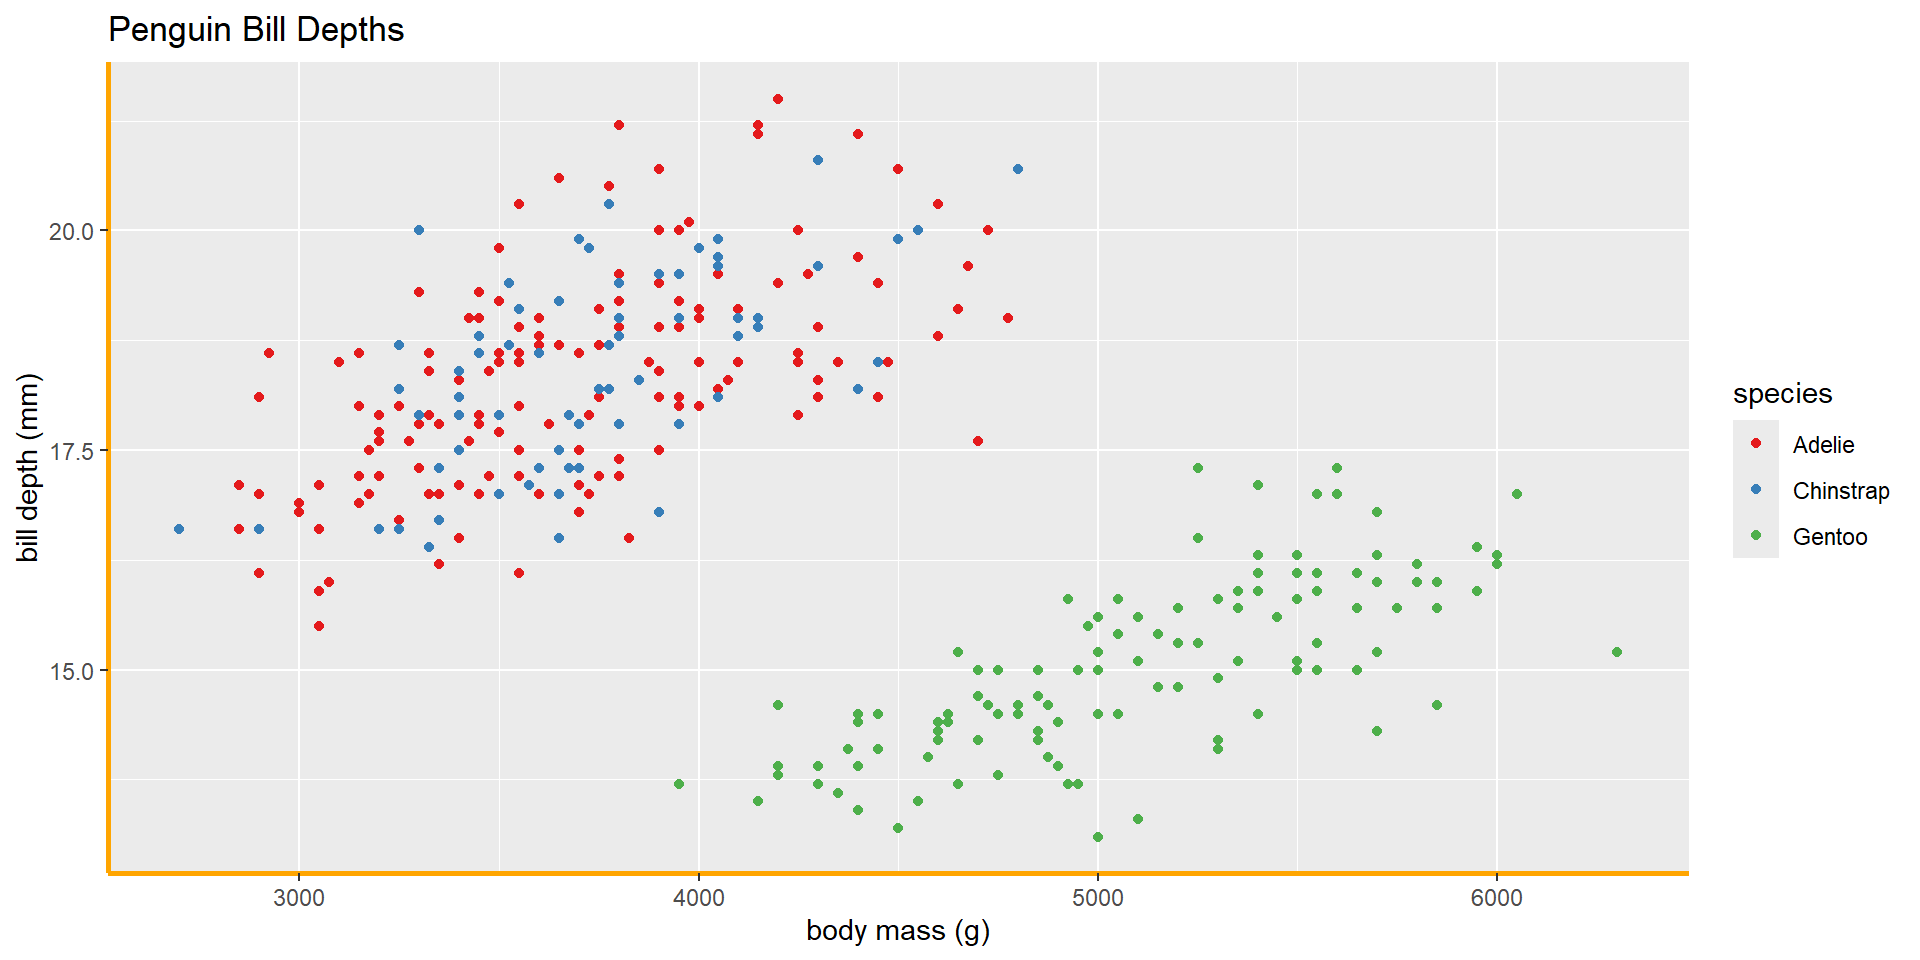 Penguin Bill Depths
bill depth (mm)
20.0
17.5
15.0
3000
4000
5000
6000
body mass (g)
species
Adelie
Chinstrap
Gentoo